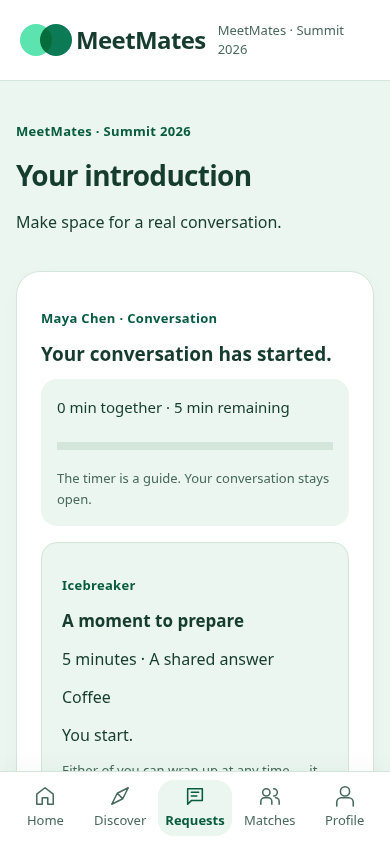 MeetMates
MeetMates · Summit
2026
MeetMates · Summit 2026
Your introduction
Make space for a real conversation.
Maya Chen · Conversation
Your conversation has started.
0 min together · 5 min remaining
The timer is a guide. Your conversation stays
open.
Icebreaker
A moment to prepare
5 minutes · A shared answer
Coffee
You start.
Either of you can wrap up at any time — it
Home
Discover
Requests
Matches
Profile